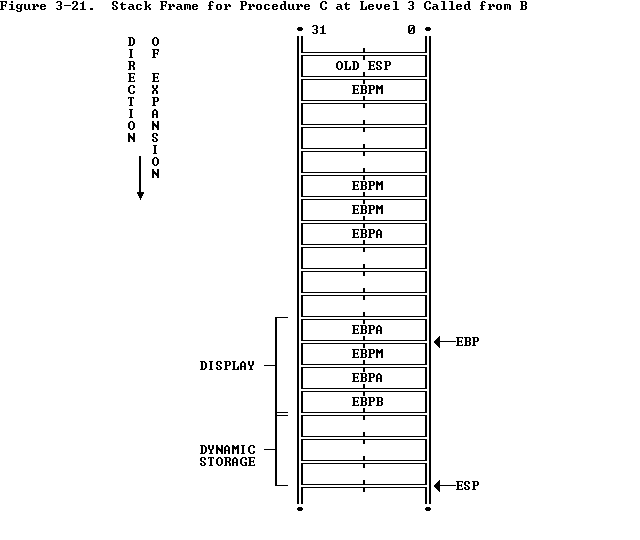 Figure 3-21. Stack Frame for Procedure C at Level 3 Called from B
31 0
DIRECTION
OF EXPANSION
OLD ESP
EBPM
EBPM
EBPM
EBPA
EBPA
EBP
EBPM
DISPLAY
EBPA
EBPB
DYNAMIC
STORAGE
ESP